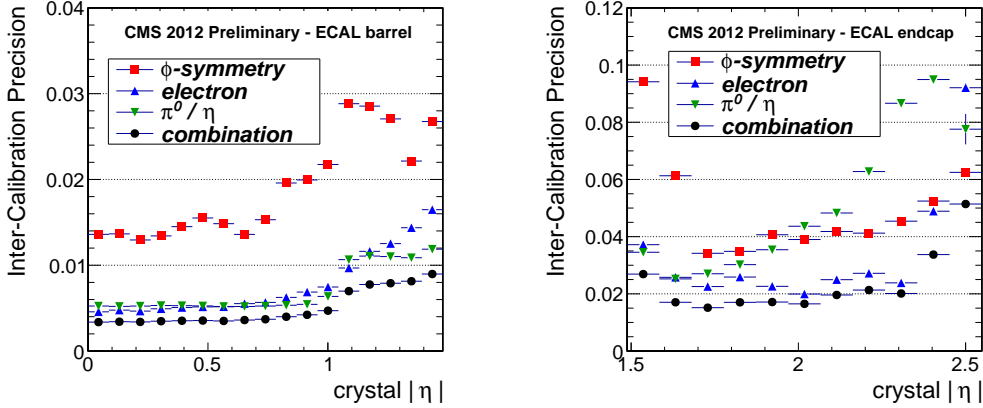 CMS 2012 Preliminary - ECAL barrel
ϕ-symmetry
electron
π⁰ / η
combination
Inter-Calibration Precision
0.04
0.03
0.02
0.01
0
0 0.5 1
crystal | η |
CMS 2012 Preliminary - ECAL endcap
ϕ-symmetry
electron
π⁰ / η
combination
Inter-Calibration Precision
0.12
0.1
0.08
0.06
0.04
0.02
0
1.5 2 2.5
crystal | η |